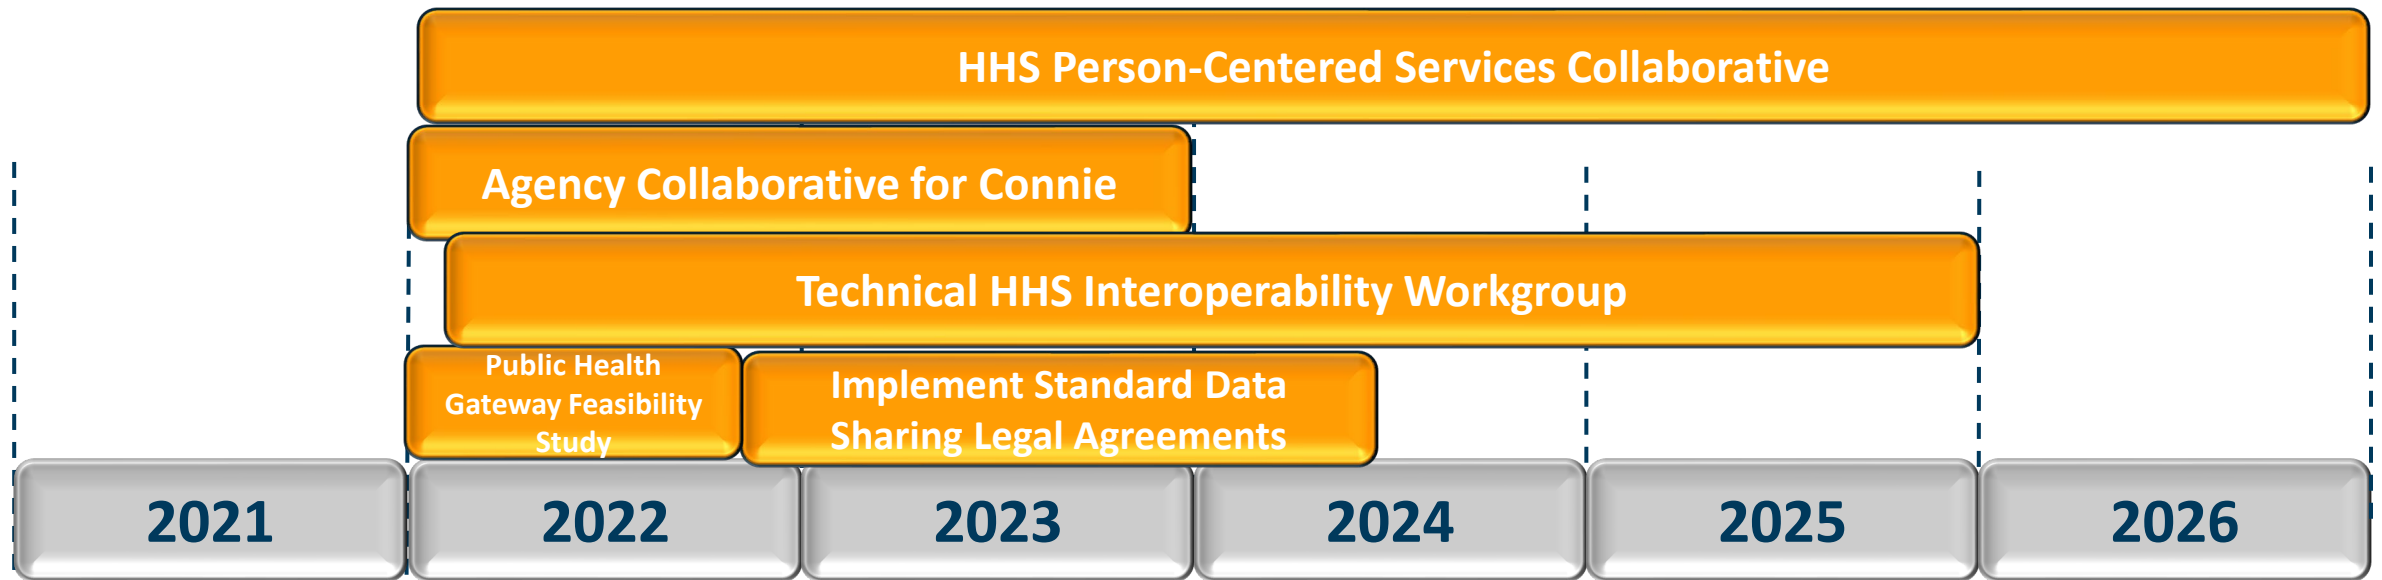 HHS Person-Centered Services Collaborative
Agency Collaborative for Connie
Technical HHS Interoperability Workgroup
Public Health
Gateway Feasibility
Study
Implement Standard Data
Sharing Legal Agreements
2021
2022
2023
2024
2025
2026